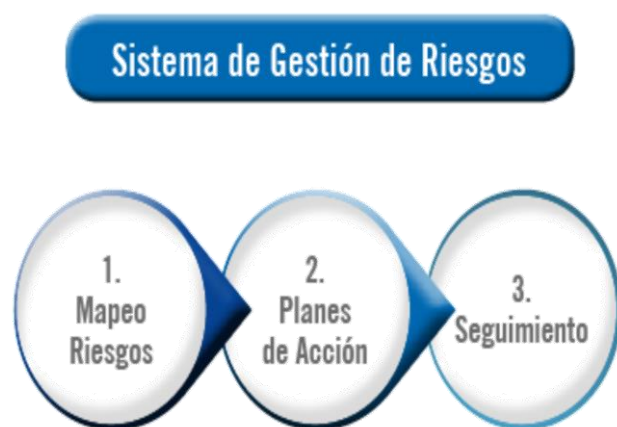 Sistema de Gestión de Riesgos
1.
Mapeo
Riesgos
2.
Planes
de Acción
3.
Seguimiento